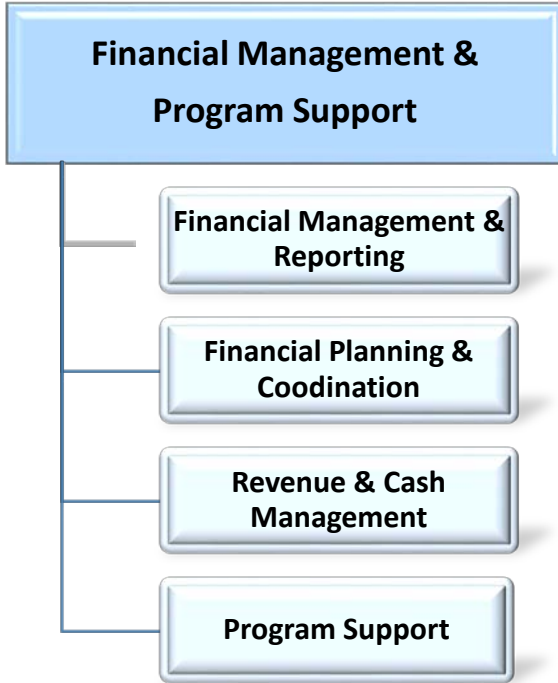 Financial Management &
Program Support
Financial Management &
Reporting
Financial Planning &
Coodination
Revenue & Cash
Management
Program Support